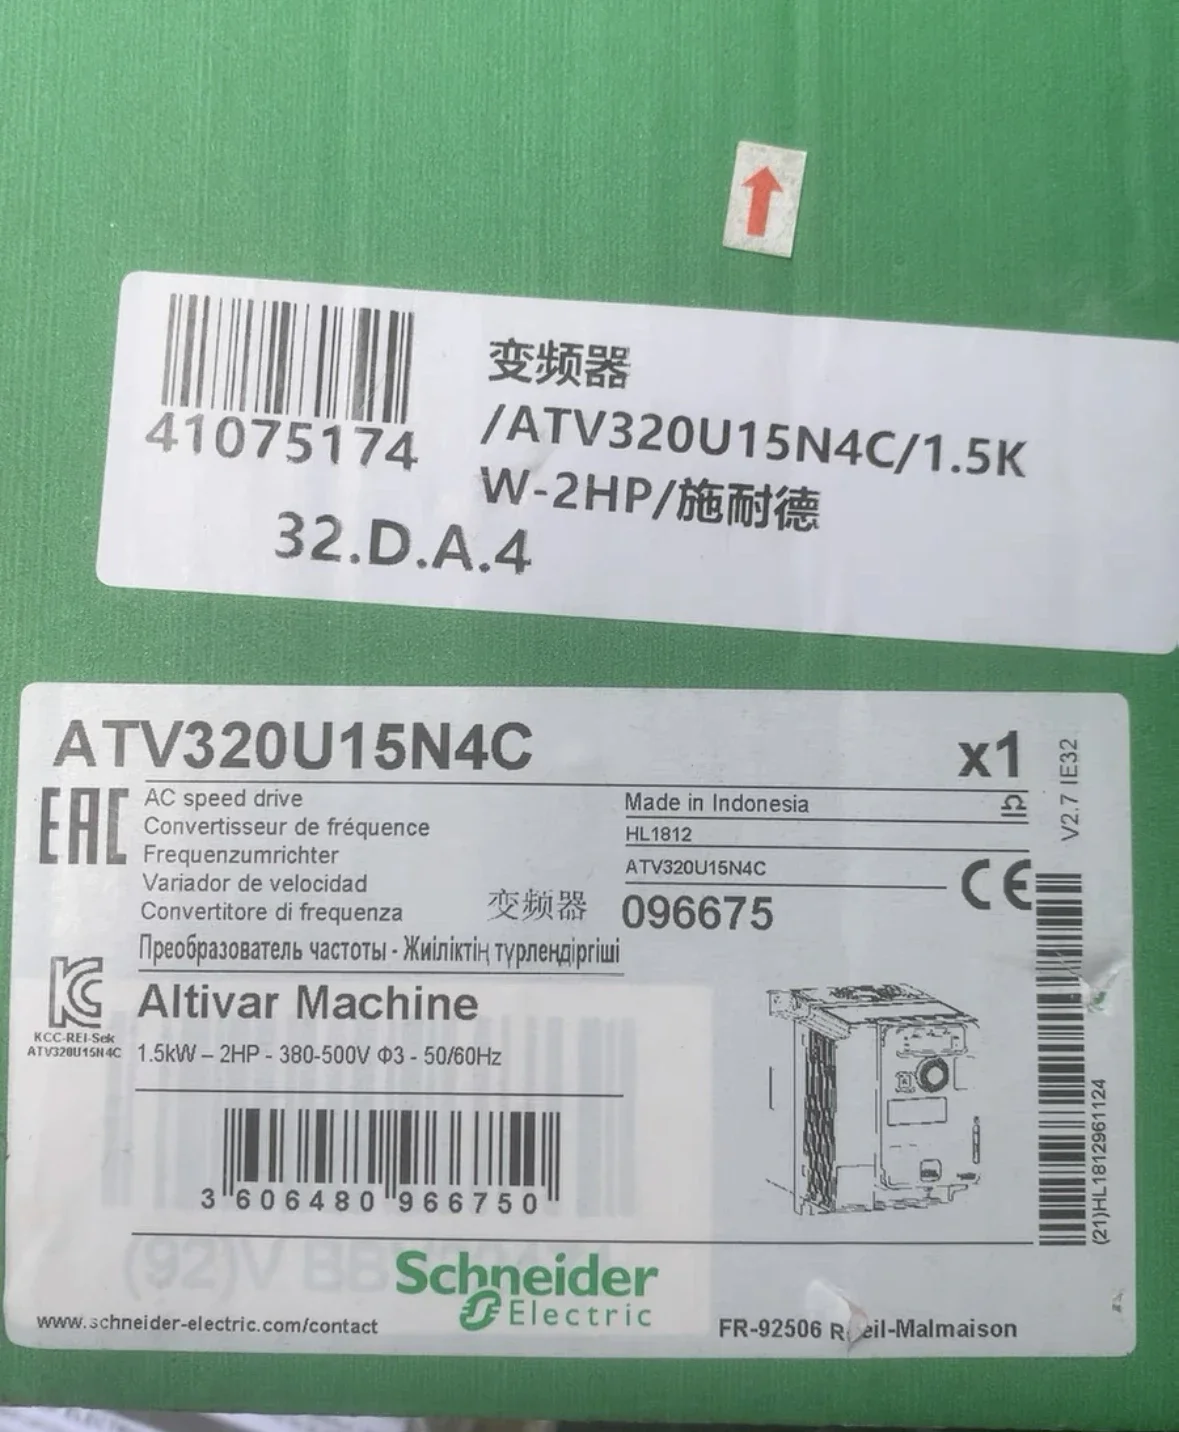 41075174
变频器
/ATV320U15N4C/1.5K
W-2HP/施耐德
32.D.A.4
ATV320U15N4C
x1
V2.7 IE32
EAC
AC speed drive
Convertisseur de fréquence
Frequenzumrichter
Variador de velocidad
Convertitore di frequenza
变频器
Преобразователь частоты - Жиіліктің түрлендіргіші
Made in Indonesia
HL1812
ATV320U15N4C
096675
CE
KCC-REI-Sek
ATV320U15N4C
Altivar Machine
1.5kW – 2HP - 380-500V Φ3 - 50/60Hz
3 606480 966750
(21)HL1812961124
Schneider
Electric
www.schneider-electric.com/contact
FR-92506 R eil-Malmaison